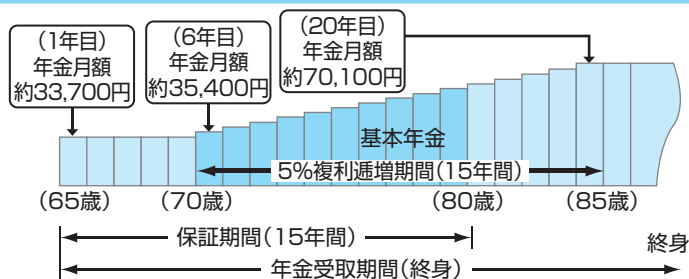 (1年目)
年金月額
約33,700円
(6年目)
年金月額
約35,400円
(20年目)
年金月額
約70,100円
基本年金
5%複利逓増期間(15年間)
(65歳)
(70歳)
(80歳)
(85歳)
保証期間(15年間)
終身
年金受取期間(終身)